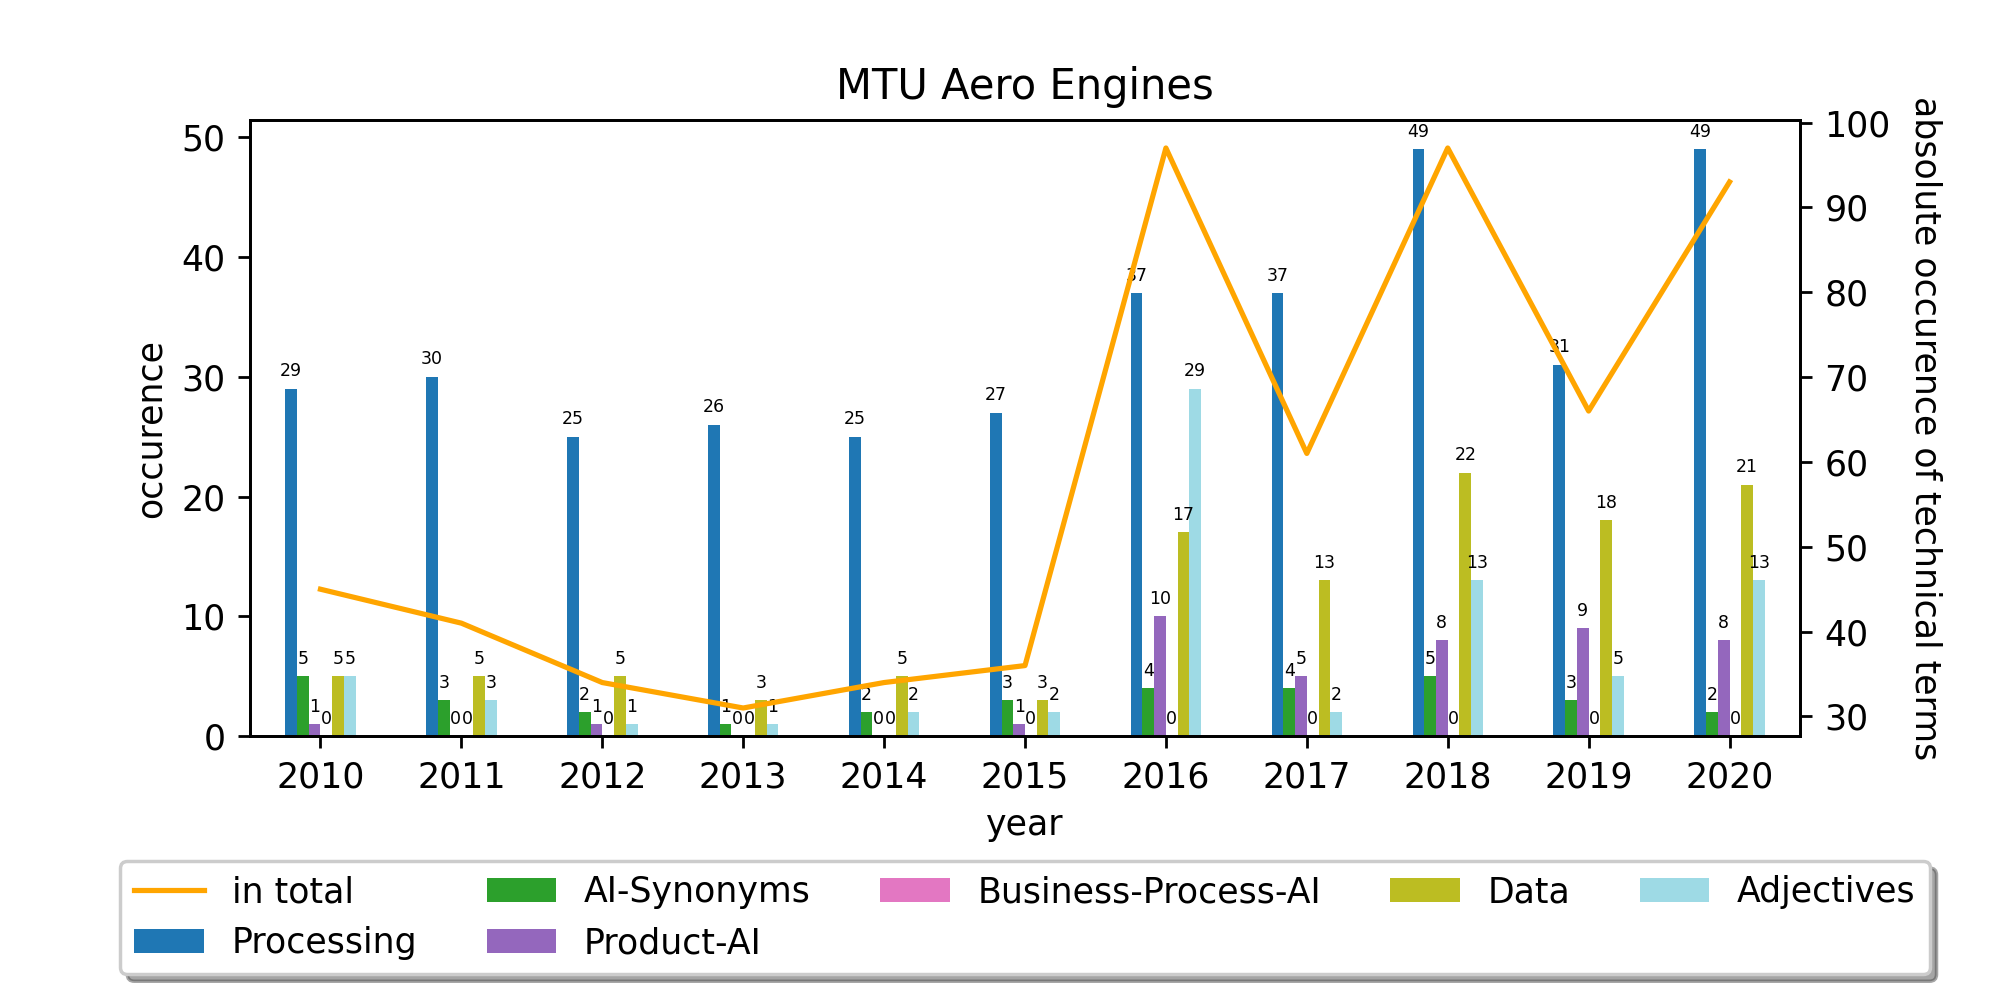 MTU Aero Engines
occurence
50
40
30
20
10
0
absolute occurence of technical terms
100
90
80
70
60
50
40
30
29 5 1 0 5 5
30 3 0 0 5 3
25 2 1 0 5 1
26 1 0 0 3 1
25 2 0 0 5 2
27 3 1 0 3 2
37 4 10 0 17 29
37 4 5 0 13 2
49 5 8 0 22 13
31 3 9 0 18 5
49 2 8 0 21 13
2010 2011 2012 2013 2014 2015 2016 2017 2018 2019 2020
year
in total AI-Synonyms Business-Process-AI Data Adjectives
Processing Product-AI